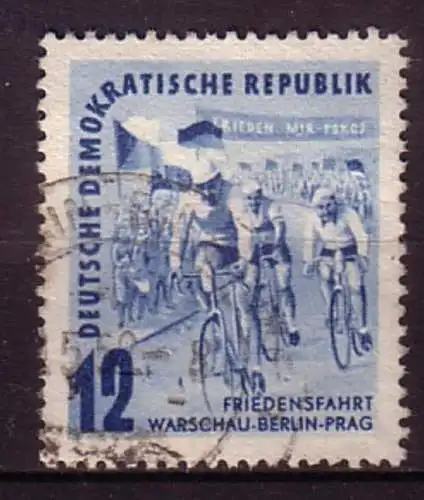 DEUTSCHE DEMOKRATISCHE REPUBLIK
FRIEDEN MIR POKOJ
12
FRIEDENSFAHRT
WARSCHAU-BERLIN-PRAG